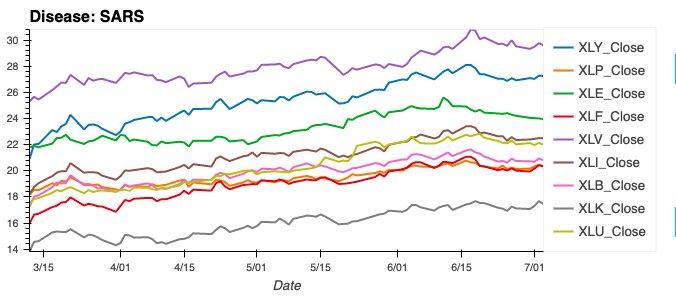 Disease: SARS
30
28
26
24
22
20
18
16
14
3/15 4/01 4/15 5/01 5/15 6/01 6/15 7/01
Date
XLY_Close
XLP_Close
XLE_Close
XLF_Close
XLV_Close
XLI_Close
XLB_Close
XLK_Close
XLU_Close